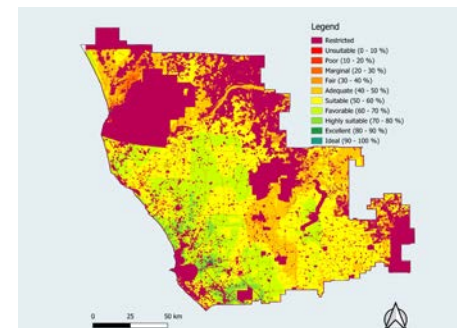 Legend
Restricted
Unsuitable (0 - 10 %)
Poor (10 - 20 %)
Marginal (20 - 30 %)
Fair (30 - 40 %)
Adequate (40 - 50 %)
Suitable (50 - 60 %)
Favorable (60 - 70 %)
Highly suitable (70 - 80 %)
Excellent (80 - 90 %)
Ideal (90 - 100 %)
0 25 50 km